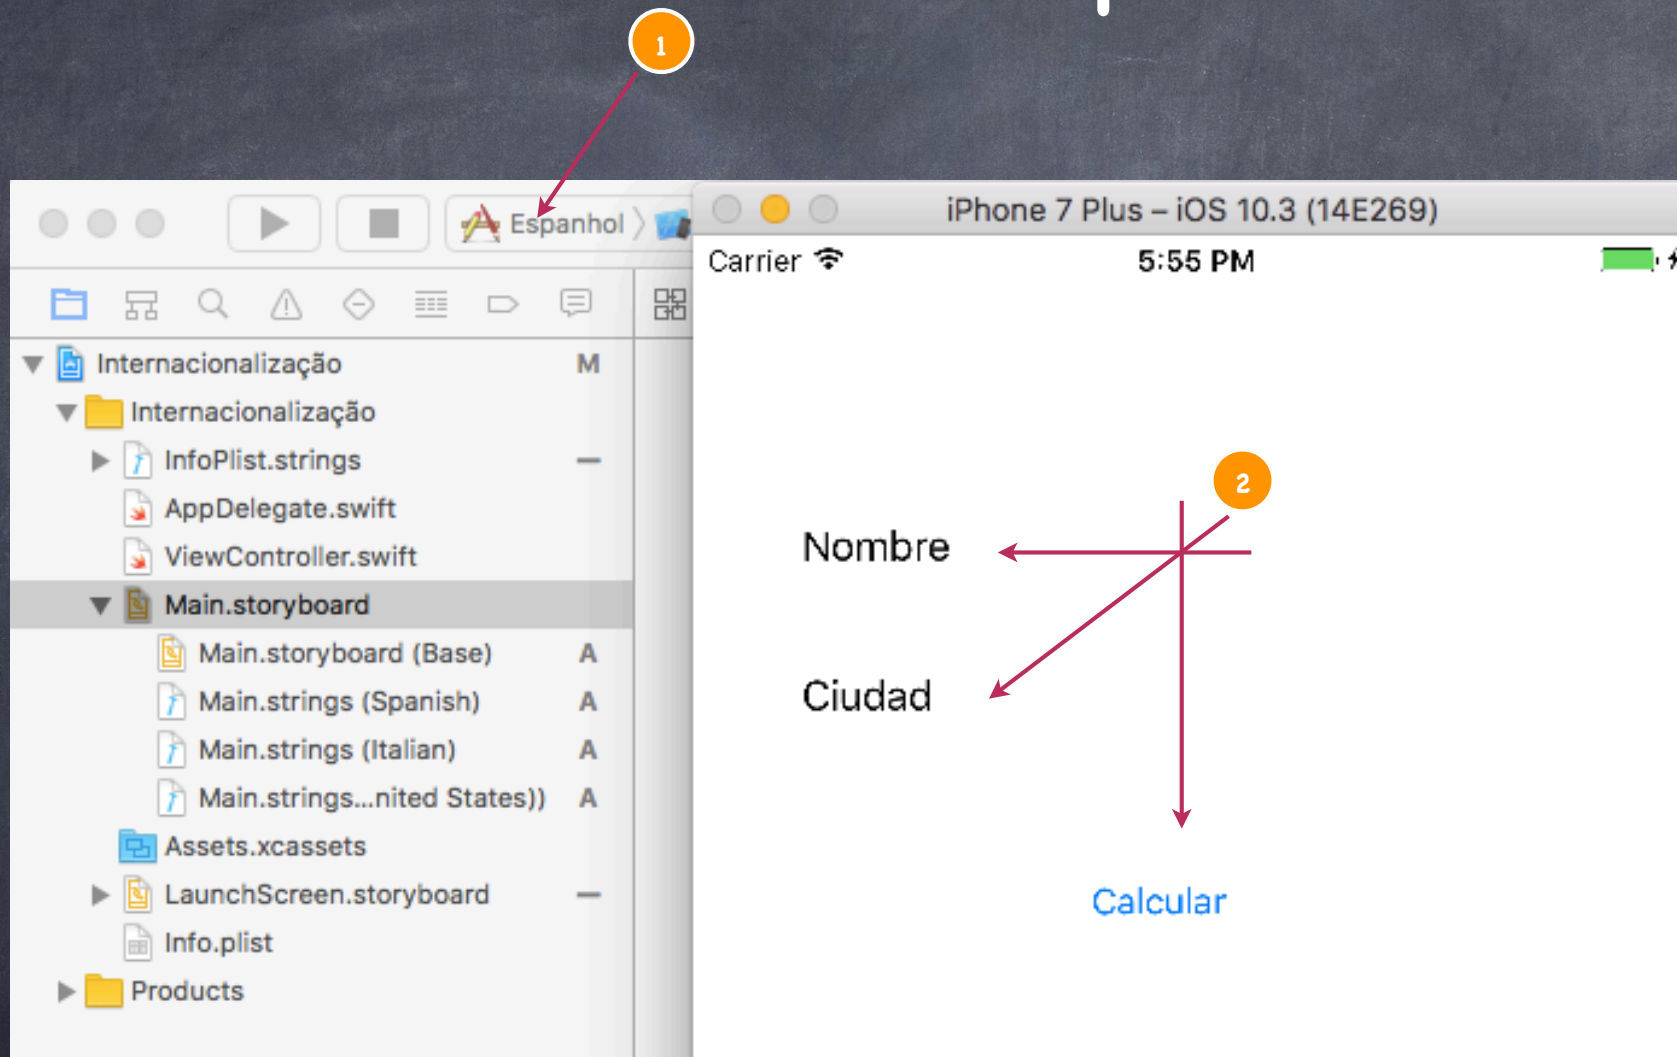 1
Espanhol
iPhone 7 Plus – iOS 10.3 (14E269)
Carrier
5:55 PM
Internacionalização M
Internacionalização
InfoPlist.strings
AppDelegate.swift
ViewController.swift
Main.storyboard
Main.storyboard (Base) A
Main.strings (Spanish) A
Main.strings (Italian) A
Main.strings...nited States)) A
Assets.xcassets
LaunchScreen.storyboard
Info.plist
Products
2
Nombre
Ciudad
Calcular